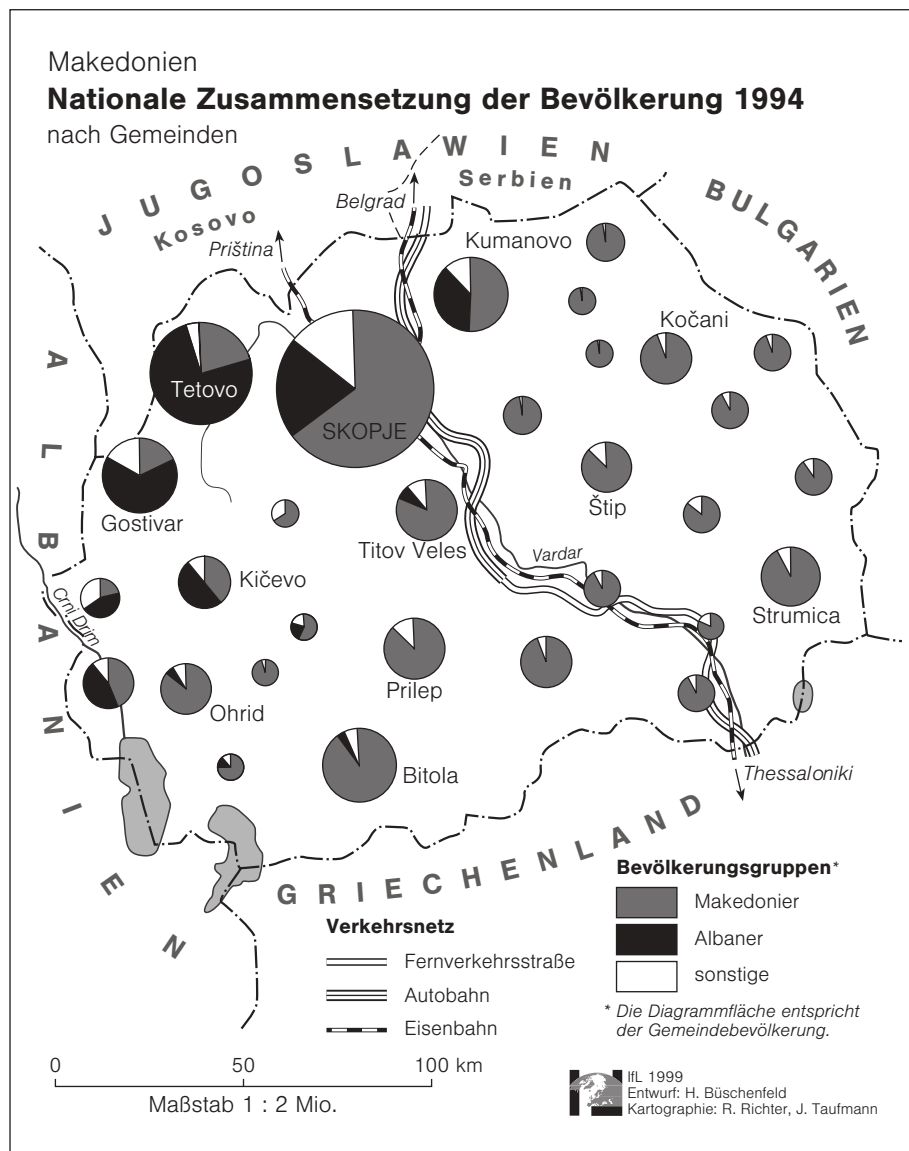 Makedonien
Nationale Zusammensetzung der Bevölkerung 1994
nach Gemeinden
JUGOSLAWIEN
Serbien
Kosovo
BULGARIEN
Belgrad
Priština
Kumanovo
Kočani
Tetovo
SKOPJE
ALBANIEN
Gostivar
Štip
Titov Veles
Vardar
Kičevo
Crni Drim
Strumica
Prilep
Ohrid
Bitola
Thessaloniki
GRIECHENLAND
Verkehrsnetz
Fernverkehrsstraße
Autobahn
Eisenbahn
Bevölkerungsgruppen*
Makedonier
Albaner
sonstige
* Die Diagrammfläche entspricht
der Gemeindebevölkerung.
0 50 100 km
Maßstab 1 : 2 Mio.
IfL 1999
Entwurf: H. Büschenfeld
Kartographie: R. Richter, J. Taufmann